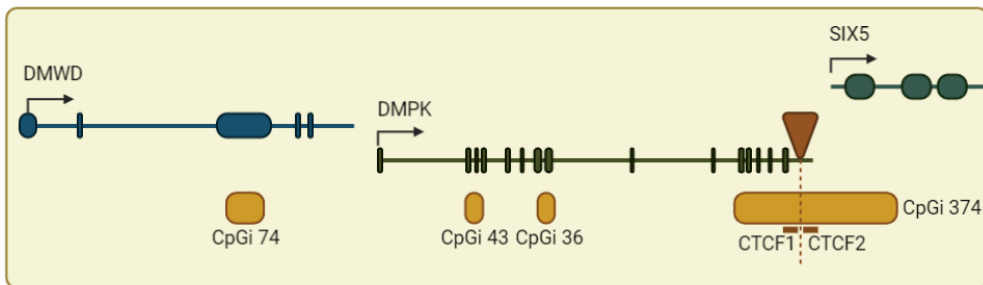 SIX5
DMWD
DMPK
CpGi 74
CpGi 43
CpGi 36
CpGi 374
CTCF1
CTCF2